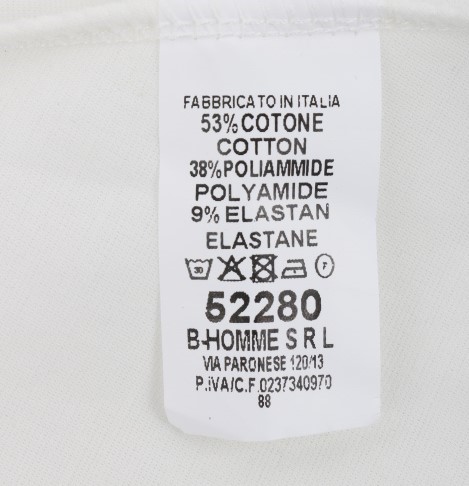 FABBRICATO IN ITALIA
53% COTONE
COTTON
38% POLIAMMIDE
POLYAMIDE
9% ELASTAN
ELASTANE
30 F
52280
B-HOMME S R L
VIA PARONESE 120/13
P.IVA/C.F.0237340970
88